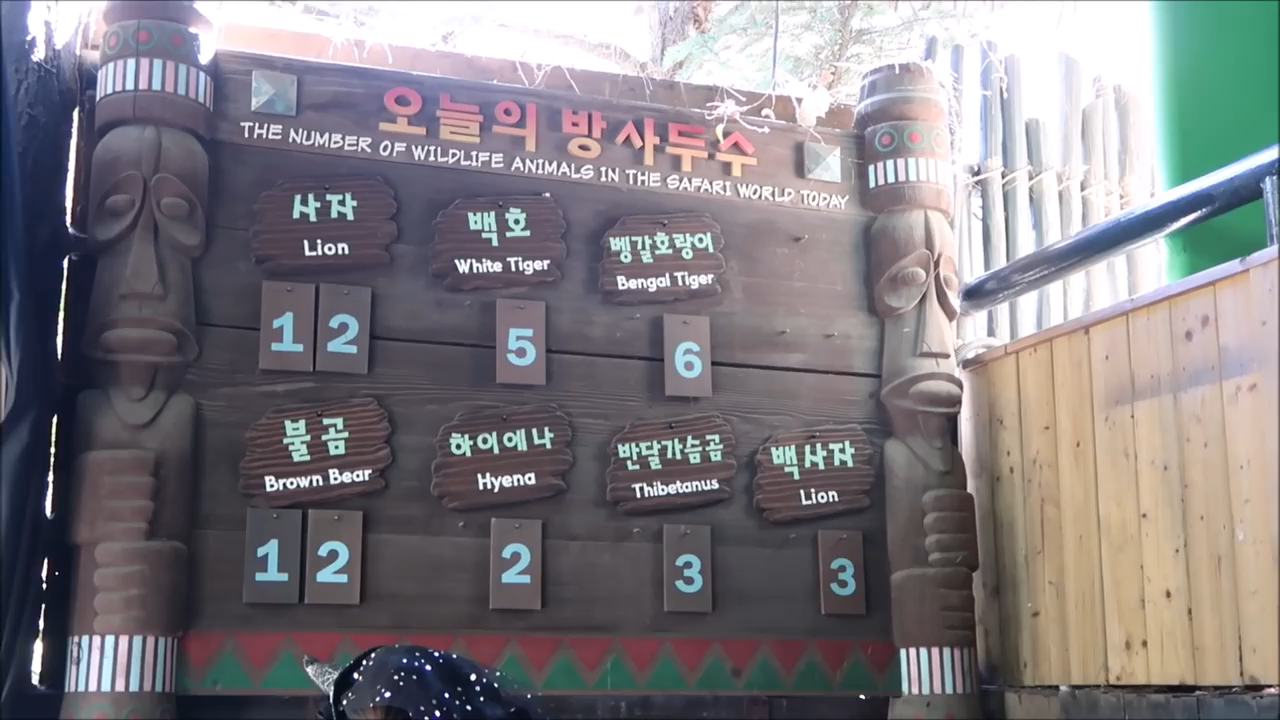 오늘의 방사두수
THE NUMBER OF WILDLIFE ANIMALS IN THE SAFARI WORLD TODAY
사자
Lion
12
백호
White Tiger
5
벵갈호랑이
Bengal Tiger
6
불곰
Brown Bear
12
하이에나
Hyena
2
반달가슴곰
Thibetanus
3
백사자
Lion
3